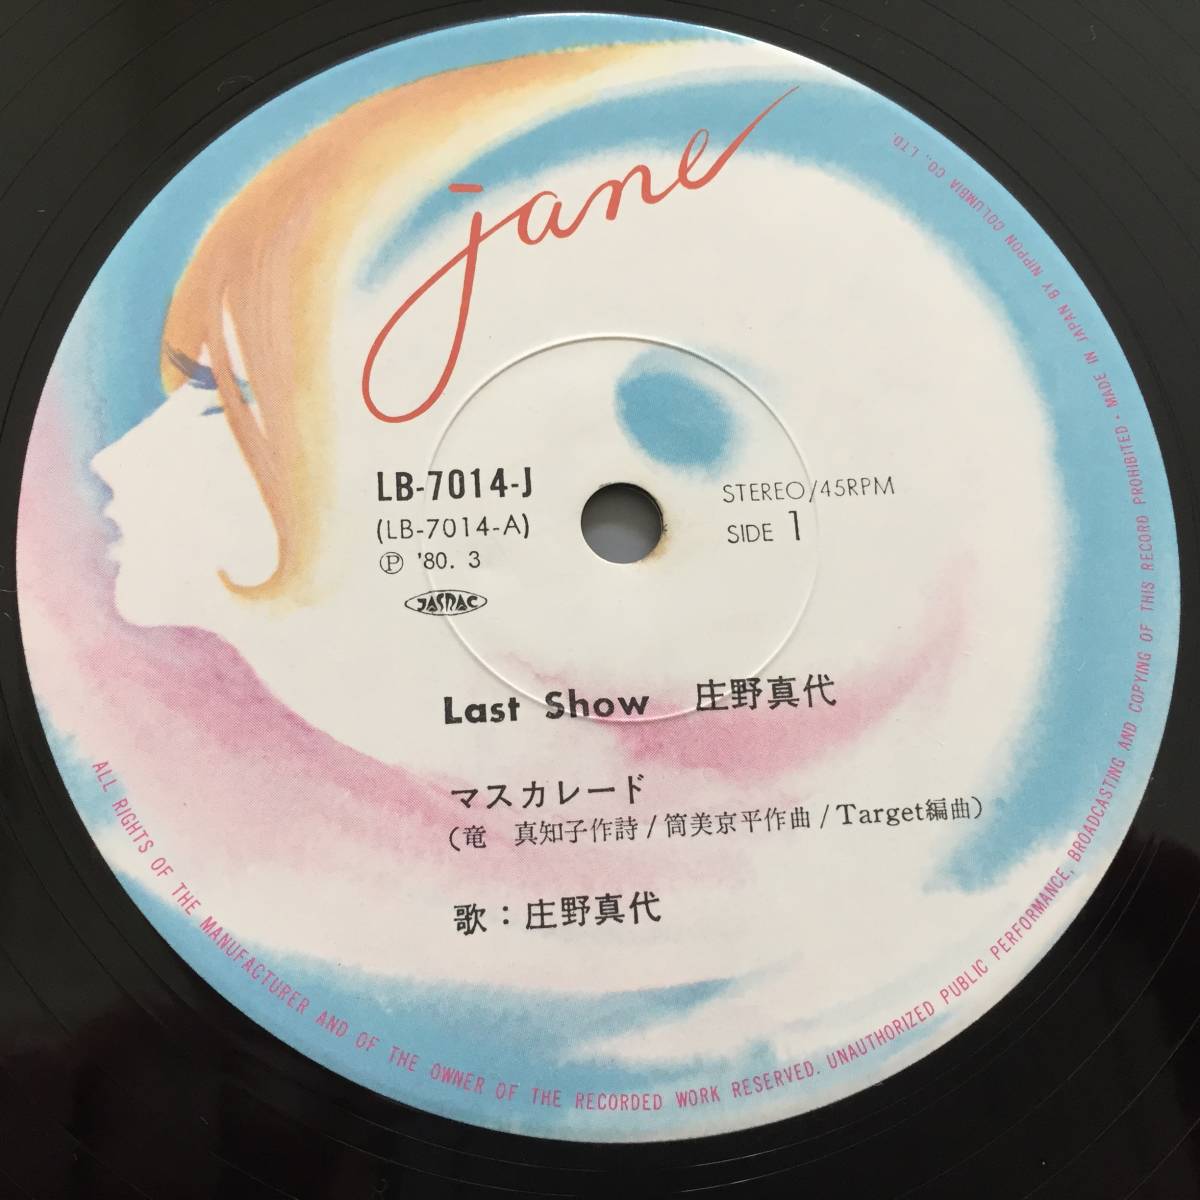 jane
LB-7014-J
(LB-7014-A)
Ⓟ '80. 3
JASRAC
STEREO/45RPM
SIDE 1
Last Show 庄野真代
マスカレード
(竜 真知子作詩/筒美京平作曲/Target編曲)
歌:庄野真代
ALL RIGHTS OF THE MANUFACTURER AND OF THE OWNER OF THE RECORDED WORK RESERVED. UNAUTHORIZED PUBLIC PERFORMANCE, BROADCASTING AND COPYING OF THIS RECORD PROHIBITED • MADE IN JAPAN BY NIPPON COLUMBIA CO., LTD.